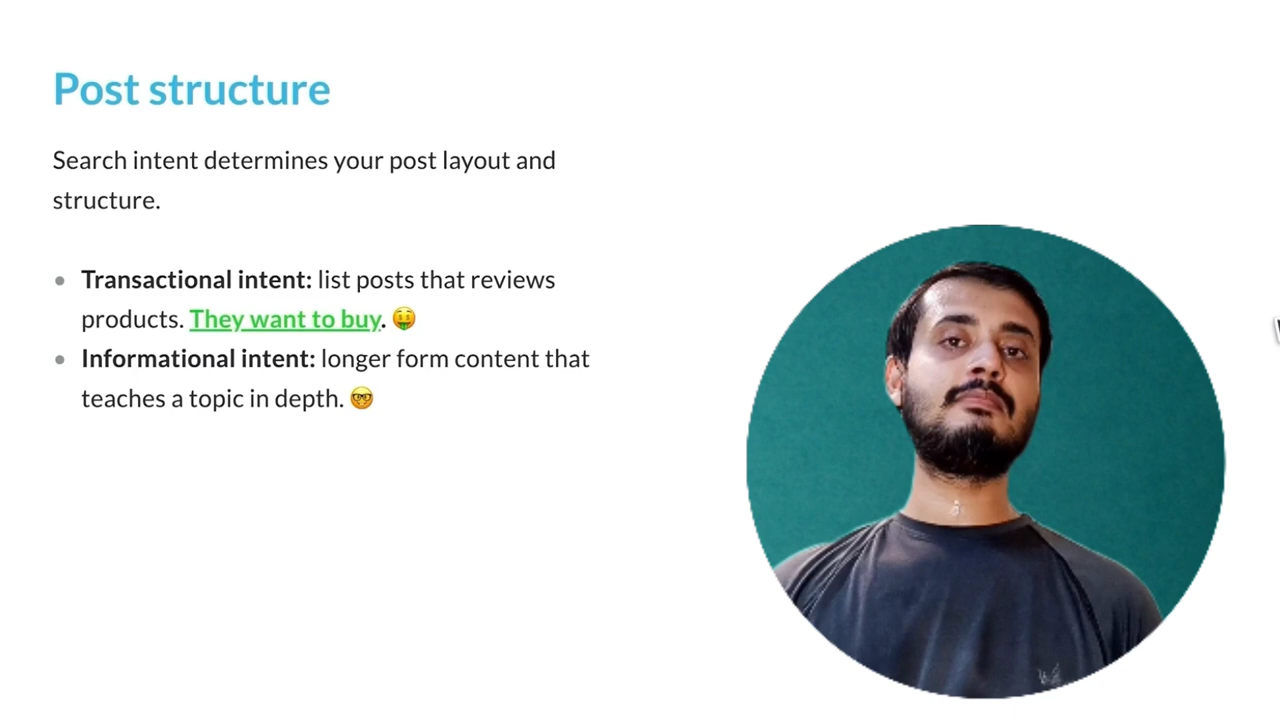 Post structure
Search intent determines your post layout and
structure.
Transactional intent: list posts that reviews
products. They want to buy. 🤑
Informational intent: longer form content that
teaches a topic in depth. 🤓